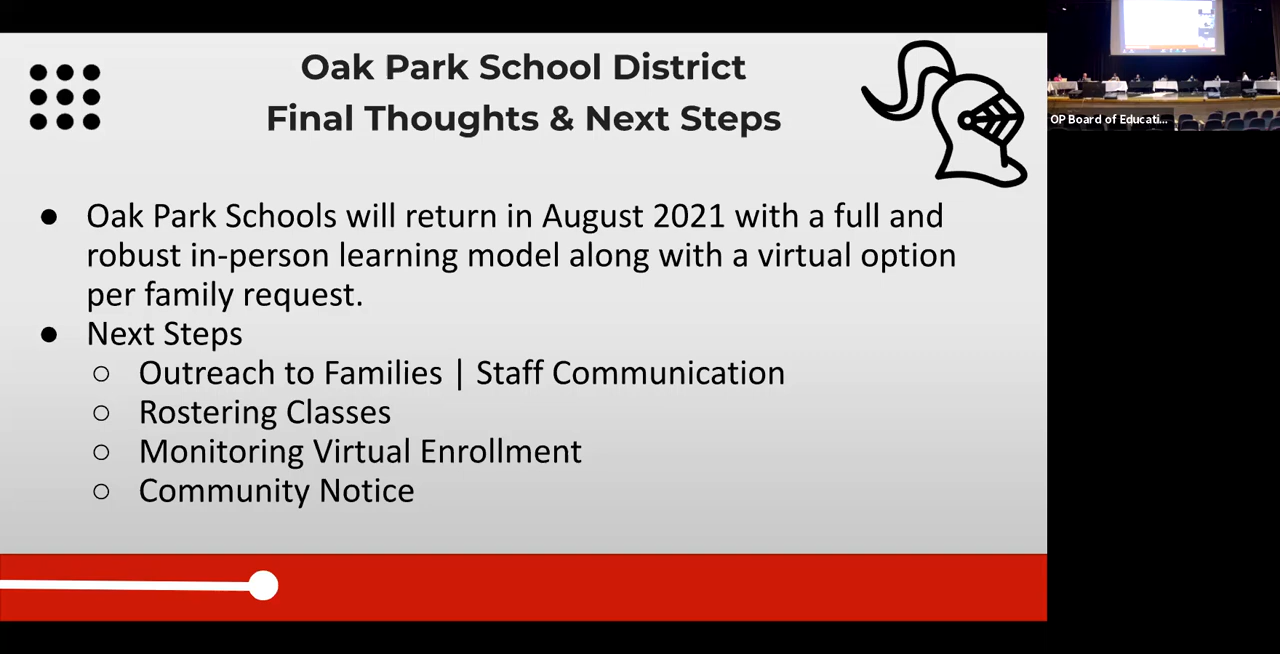 Oak Park School District
Final Thoughts & Next Steps
● Oak Park Schools will return in August 2021 with a full and
robust in-person learning model along with a virtual option
per family request.
● Next Steps
○ Outreach to Families | Staff Communication
○ Rostering Classes
○ Monitoring Virtual Enrollment
○ Community Notice
OP Board of Educati...